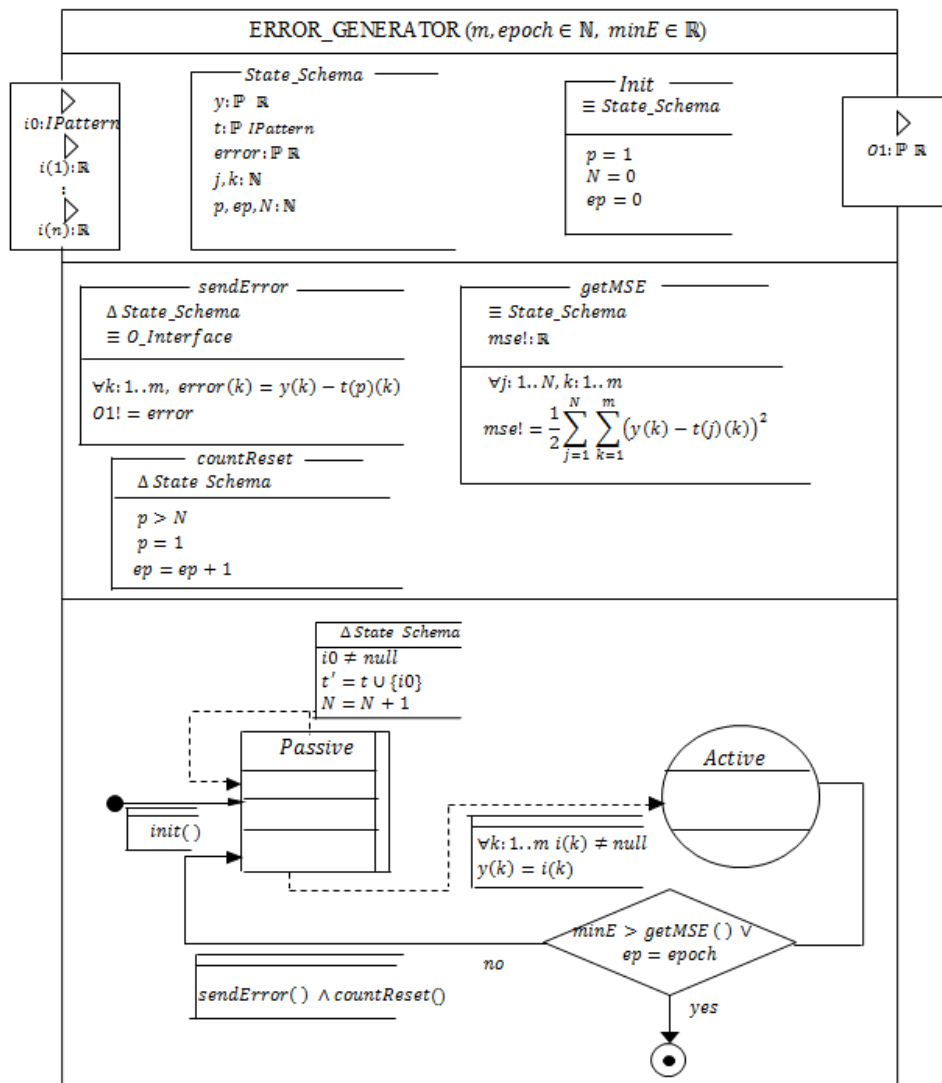 ERROR_GENERATOR (m, epoch ∈ ℕ, minE ∈ ℝ)
i0: IPattern
i(1): ℝ
:
i(n): ℝ
State_Schema
y: ℙ ℝ
t: ℙ IPattern
error: ℙ ℝ
j, k: ℕ
p, ep, N: ℕ
Init
≡ State_Schema
p = 1
N = 0
ep = 0
O1: ℙ ℝ
sendError
Δ State_Schema
≡ O_Interface
∀k: 1..m, error(k) = y(k) − t(p)(k)
O1! = error
getMSE
≡ State_Schema
mse!: ℝ
∀j: 1..N, k: 1..m
mse! = 1/2 ∑_{j=1}^{N} ∑_{k=1}^{m} (y(k) − t(j)(k))²
countReset
Δ State Schema
p > N
p = 1
ep = ep + 1
Δ State Schema
i0 ≠ null
t′ = t ∪ {i0}
N = N + 1
Passive
Active
init()
∀k: 1..m i(k) ≠ null
y(k) = i(k)
minE > getMSE() ∨
ep = epoch
no
sendError() ∧ countReset()
yes